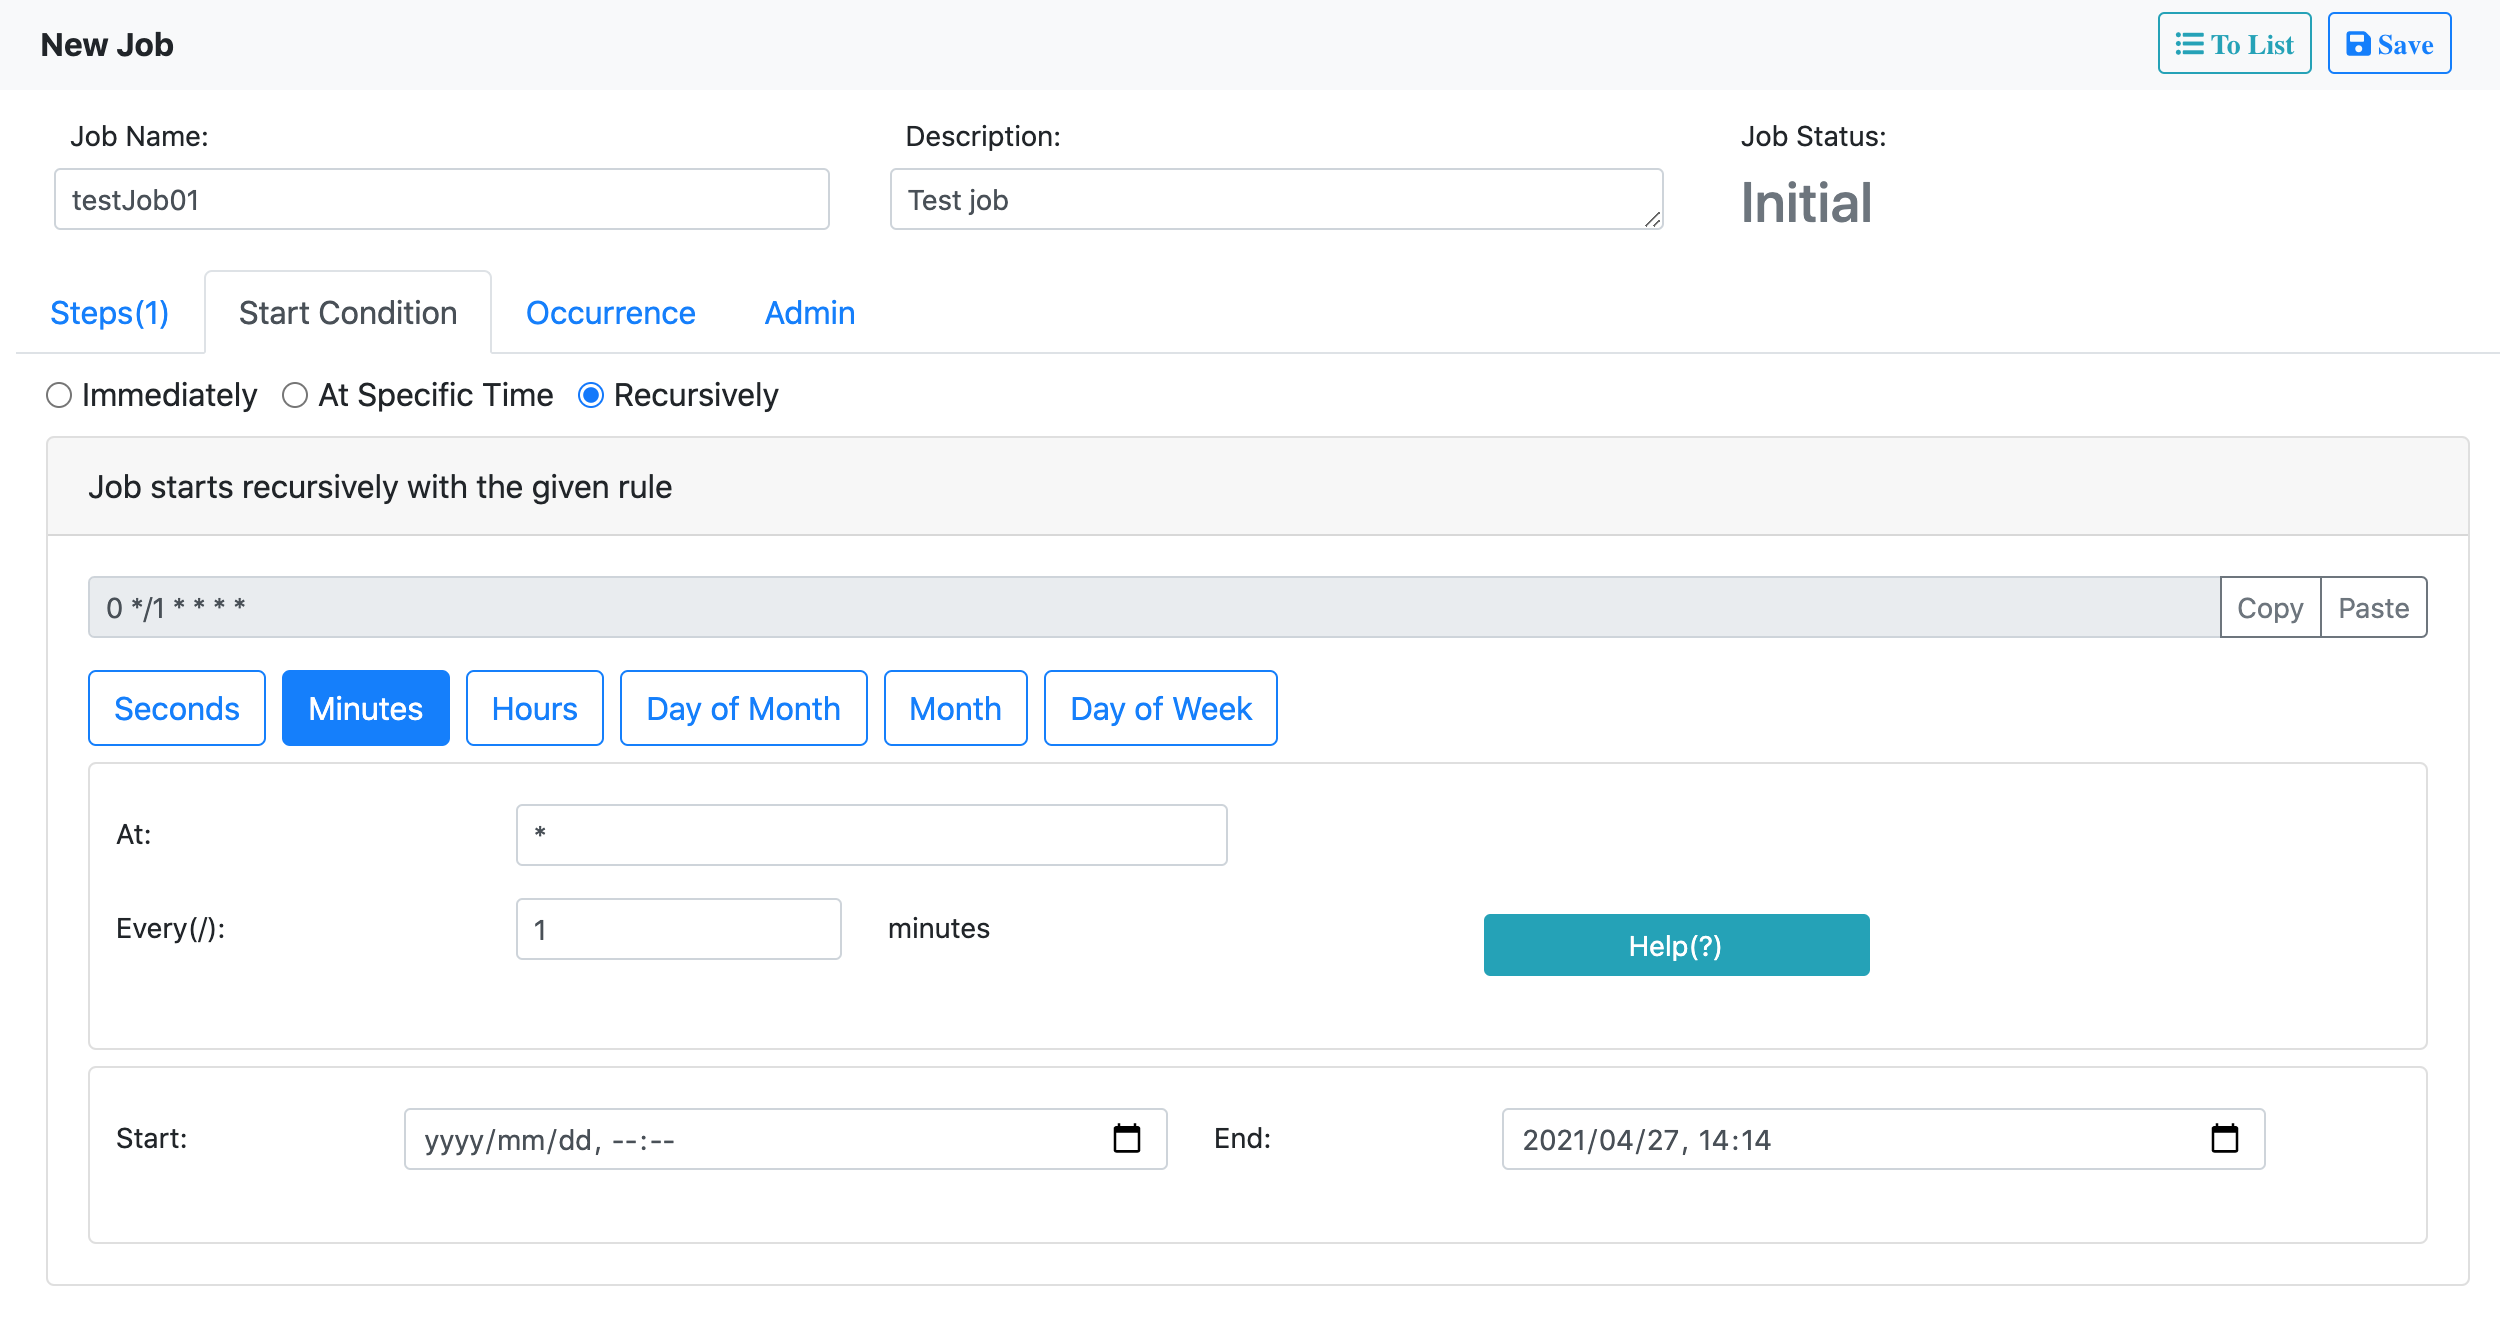 New Job
To List
Save
Job Name:
Description:
Job Status:
testJob01
Test job
Initial
Steps(1)
Start Condition
Occurrence
Admin
Immediately
At Specific Time
Recursively
Job starts recursively with the given rule
0 */1 * * * *
Copy
Paste
Seconds
Minutes
Hours
Day of Month
Month
Day of Week
At:
*
Every(/):
1
minutes
Help(?)
Start:
yyyy/mm/dd, --:--
End:
2021/04/27, 14:14